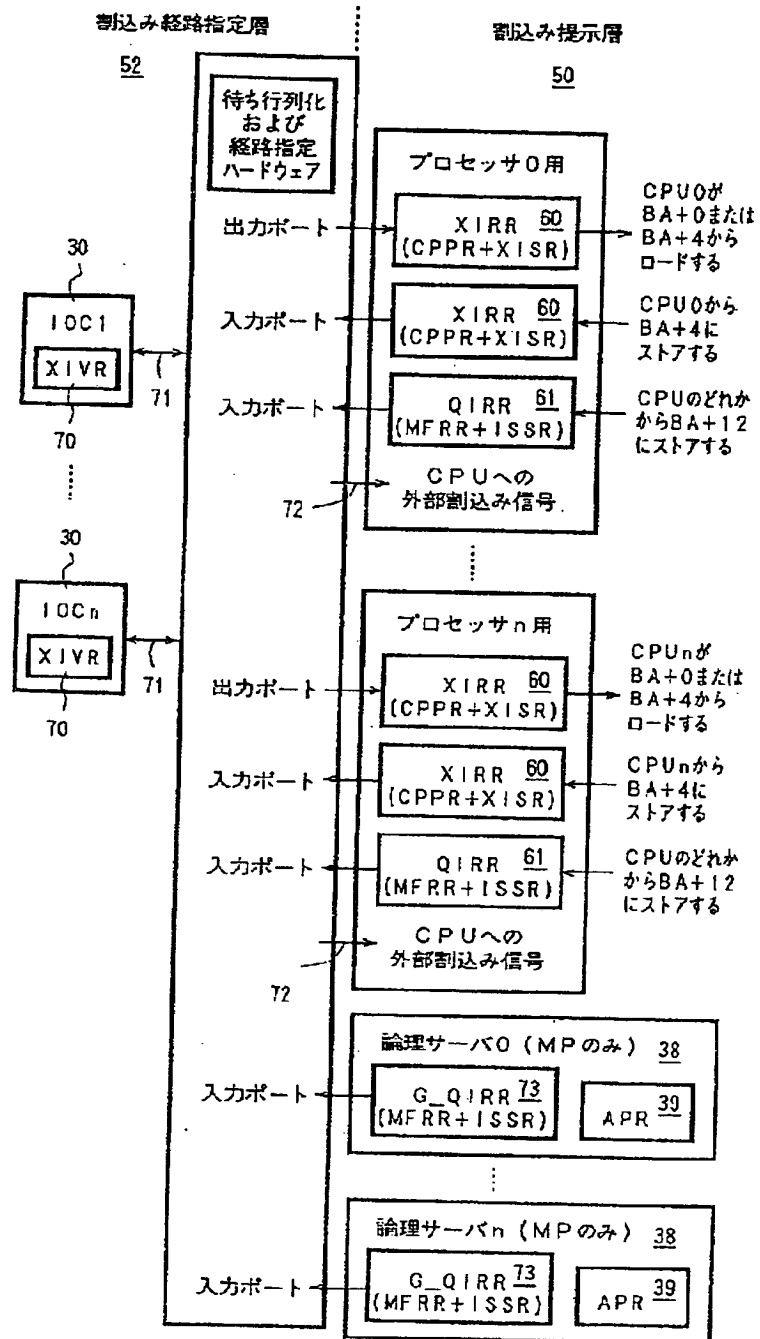 割込み経路指定層
52
割込み提示層
50
待ち行列化
および
経路指定
ハードウェア
プロセッサ0用
出力ポート
XIRR 60
(CPPR+XISR)
CPU0が
BA+0または
BA+4から
ロードする
30
IOC1
XIVR
70
71
入力ポート
XIRR 60
(CPPR+XISR)
CPU0から
BA+4に
ストアする
入力ポート
QIRR 61
(MFRR+ISSR)
CPUのどれか
からBA+12
にストアする
72
CPUへの
外部割込み信号
30
IOCn
XIVR
70
71
プロセッサn用
出力ポート
XIRR 60
(CPPR+XISR)
CPUnが
BA+0または
BA+4から
ロードする
入力ポート
XIRR 60
(CPPR+XISR)
CPUnから
BA+4に
ストアする
入力ポート
QIRR 61
(MFRR+ISSR)
CPUのどれか
からBA+12
にストアする
72
CPUへの
外部割込み信号
論理サーバ0(MPのみ) 38
入力ポート
G_QIRR 73
(MFRR+ISSR)
APR 39
論理サーバn(MPのみ) 38
入力ポート
G_QIRR 73
(MFRR+ISSR)
APR 39